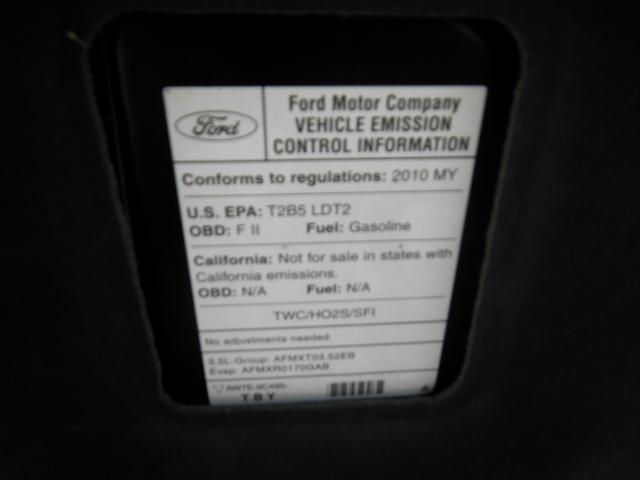 Ford
Ford Motor Company
VEHICLE EMISSION
CONTROL INFORMATION
Conforms to regulations: 2010 MY
U.S. EPA: T2B5 LDT2
OBD: F II Fuel: Gasoline
California: Not for sale in states with
California emissions.
OBD: N/A Fuel: N/A
TWC/HO2S/SFI
No adjustments needed.
3.5L-Group: AFMXT03.52EB
Evap: AFMXR0170GAB
AW7E-9C485-
TBY